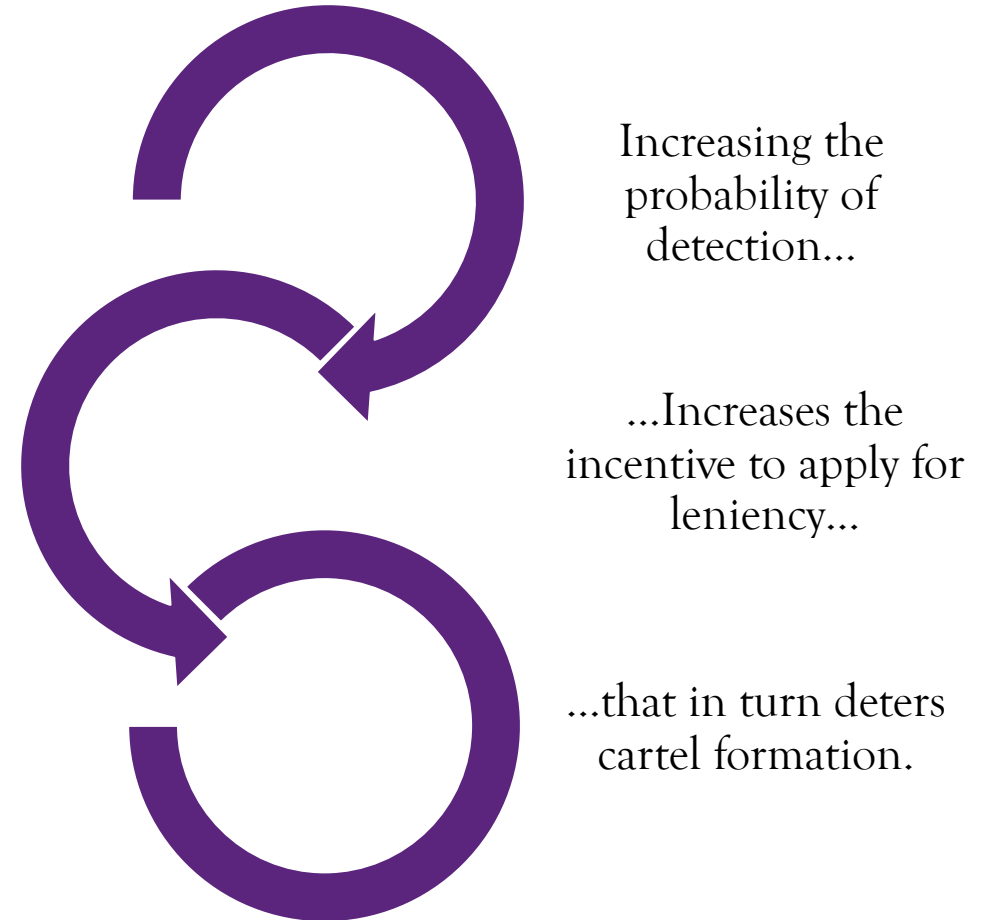 Increasing the
probability of
detection...
...Increases the
incentive to apply for
leniency...
...that in turn deters
cartel formation.